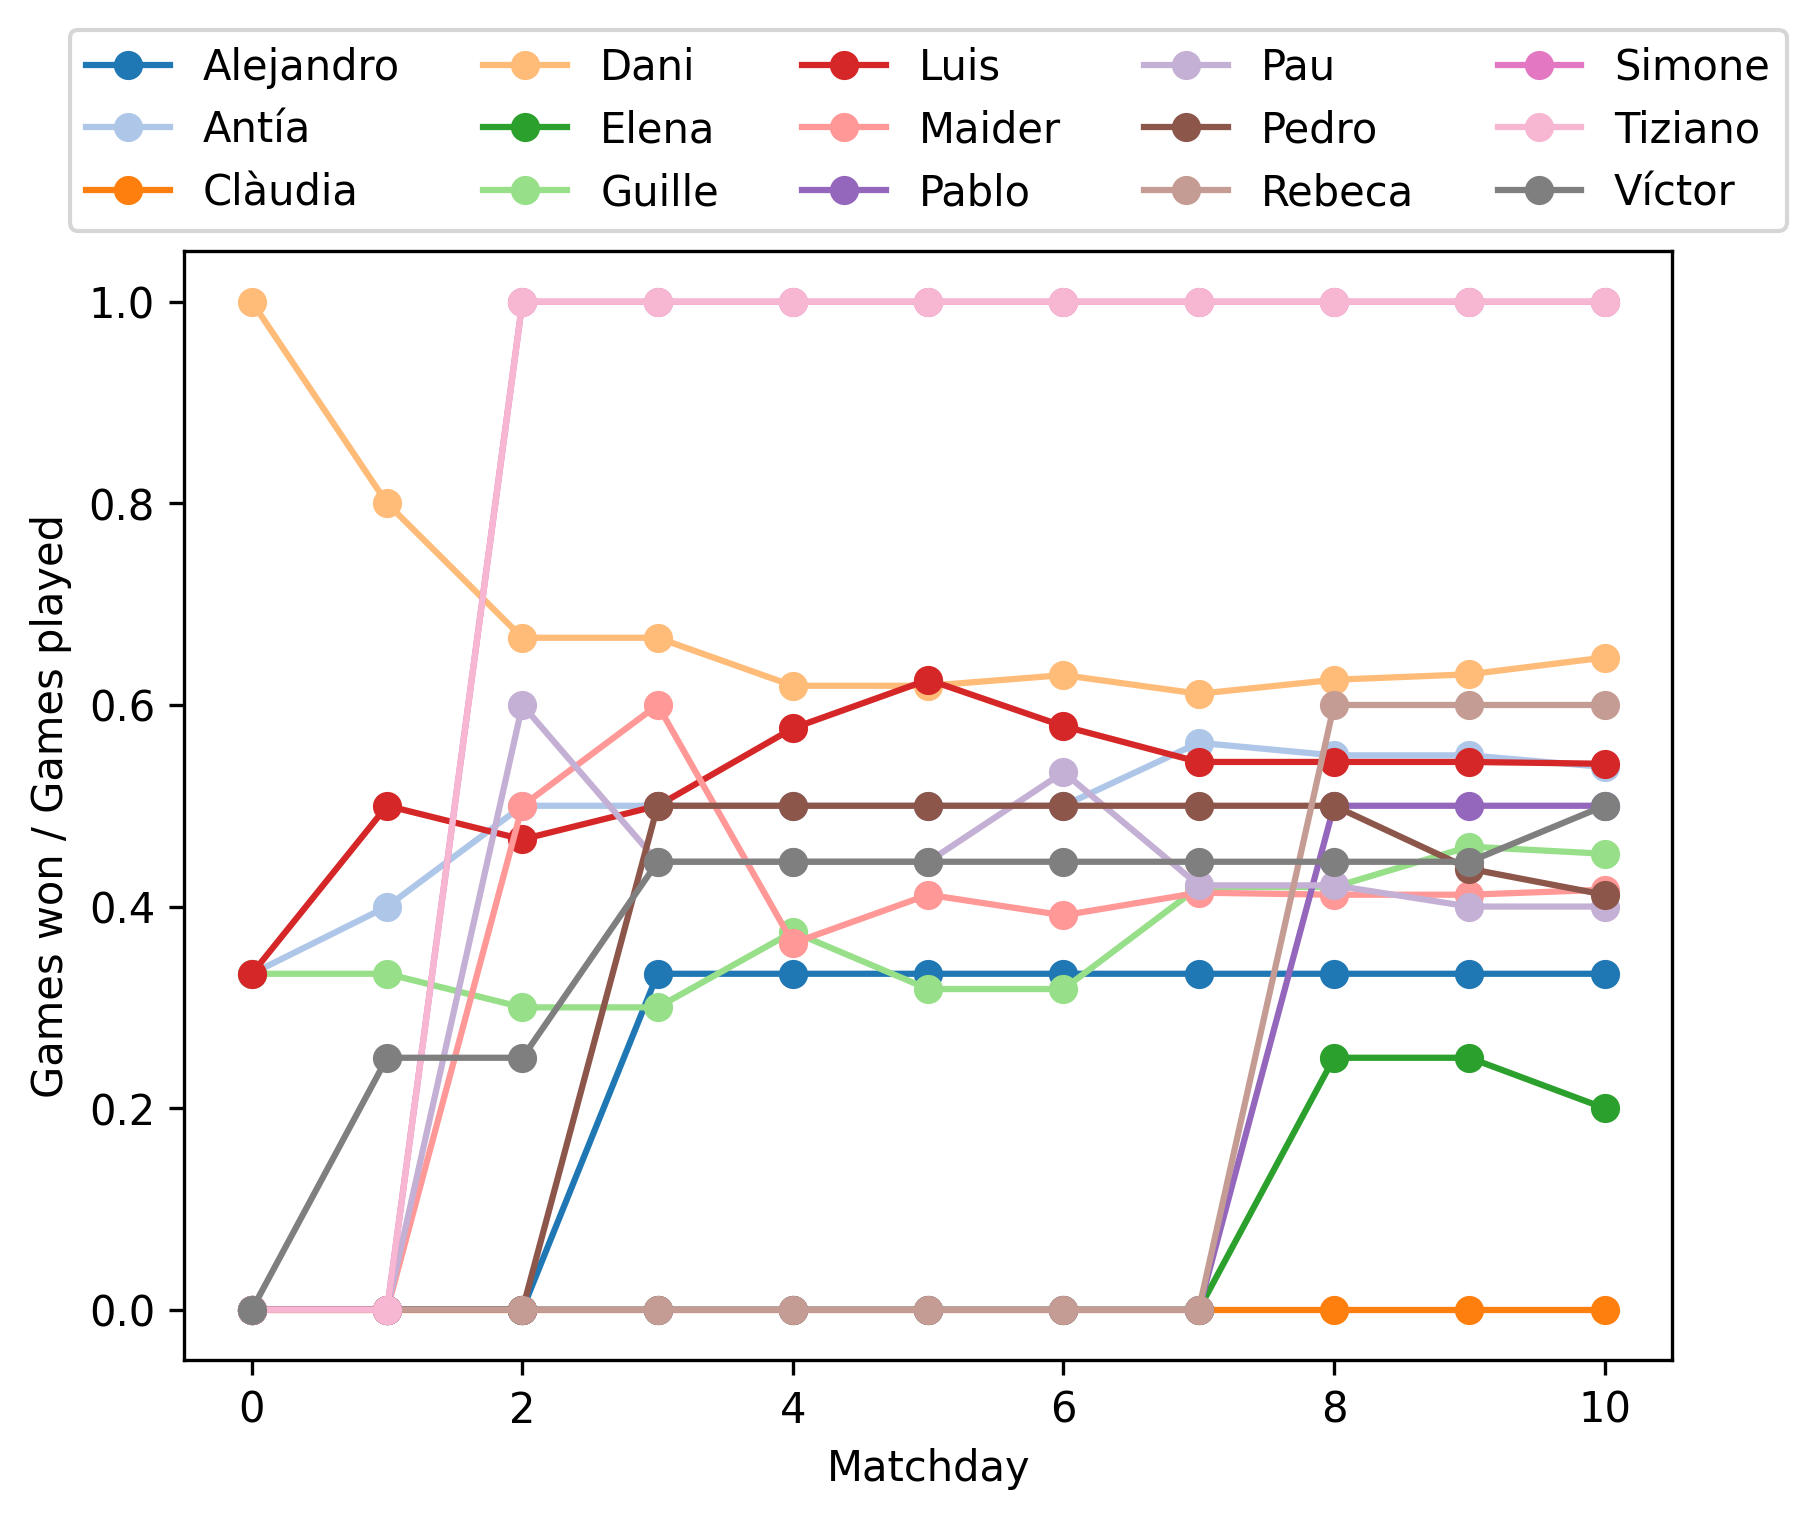 Alejandro Dani Luis Pau Simone
Antía Elena Maider Pedro Tiziano
Clàudia Guille Pablo Rebeca Víctor
1.0
0.8
0.6
0.4
0.2
0.0
Games won / Games played
0 2 4 6 8 10
Matchday